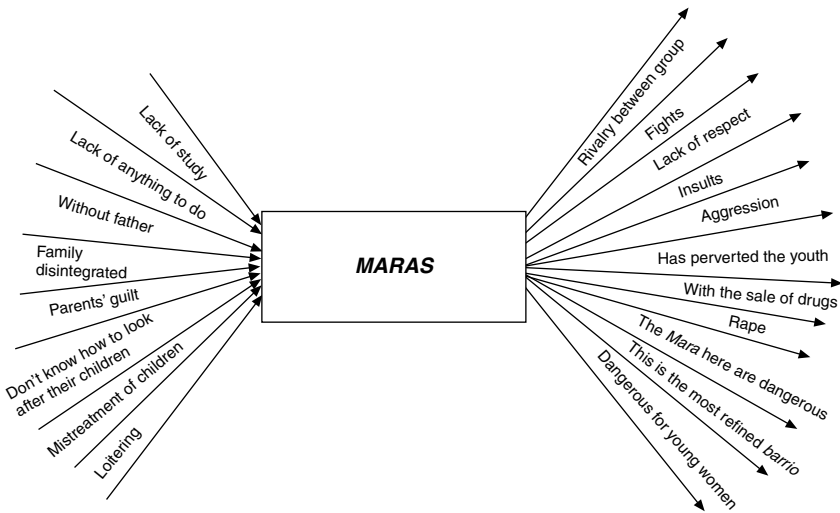 Lack of study
Lack of anything to do
Without father
Family
disintegrated
Parents' guilt
Don't know how to look
after their children
Mistreatment of children
Loitering
MARAS
Rivalry between group
Fights
Lack of respect
Insults
Aggression
Has perverted the youth
With the sale of drugs
Rape
The Mara here are dangerous
This is the most refined barrio
Dangerous for young women